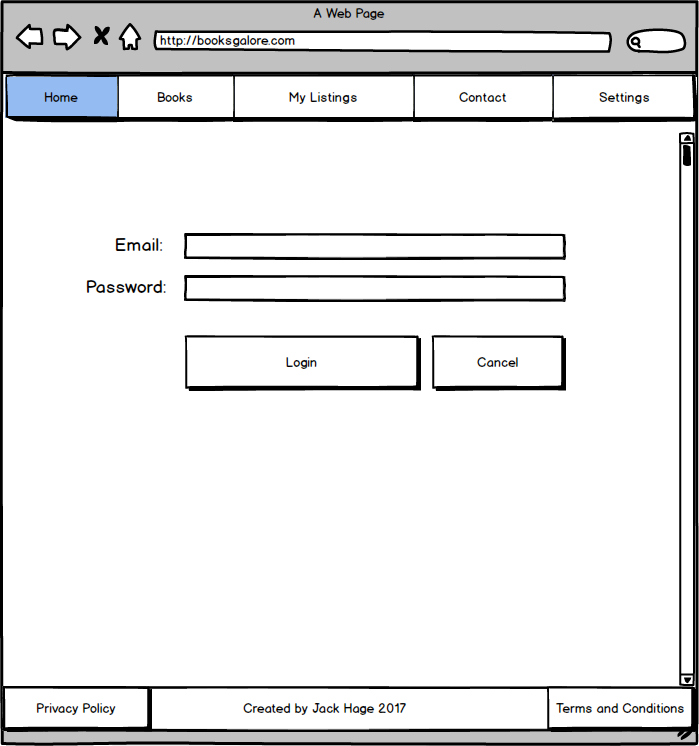 A Web Page
http://booksgalore.com
Home Books My Listings Contact Settings
Email:
Password:
Login Cancel
Privacy Policy Created by Jack Hage 2017 Terms and Conditions